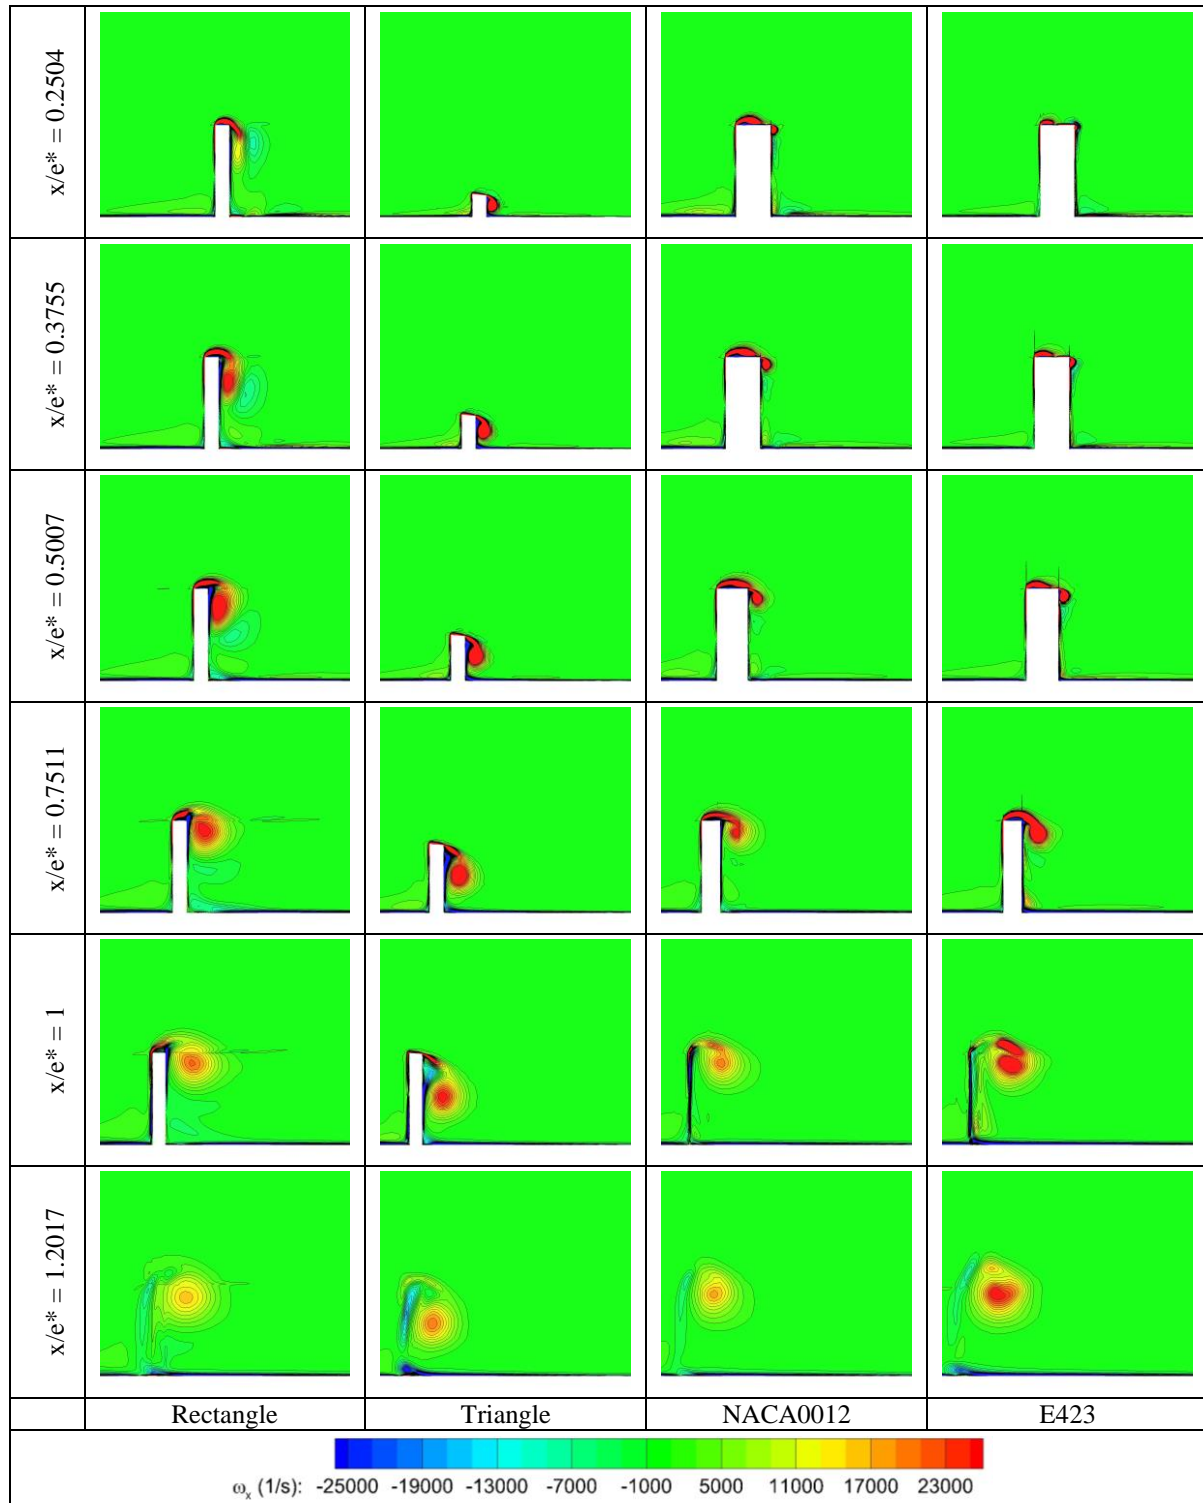 x/e* = 0.2504
x/e* = 0.3755
x/e* = 0.5007
x/e* = 0.7511
x/e* = 1
x/e* = 1.2017
Rectangle Triangle NACA0012 E423
ωx (1/s): -25000 -19000 -13000 -7000 -1000 5000 11000 17000 23000